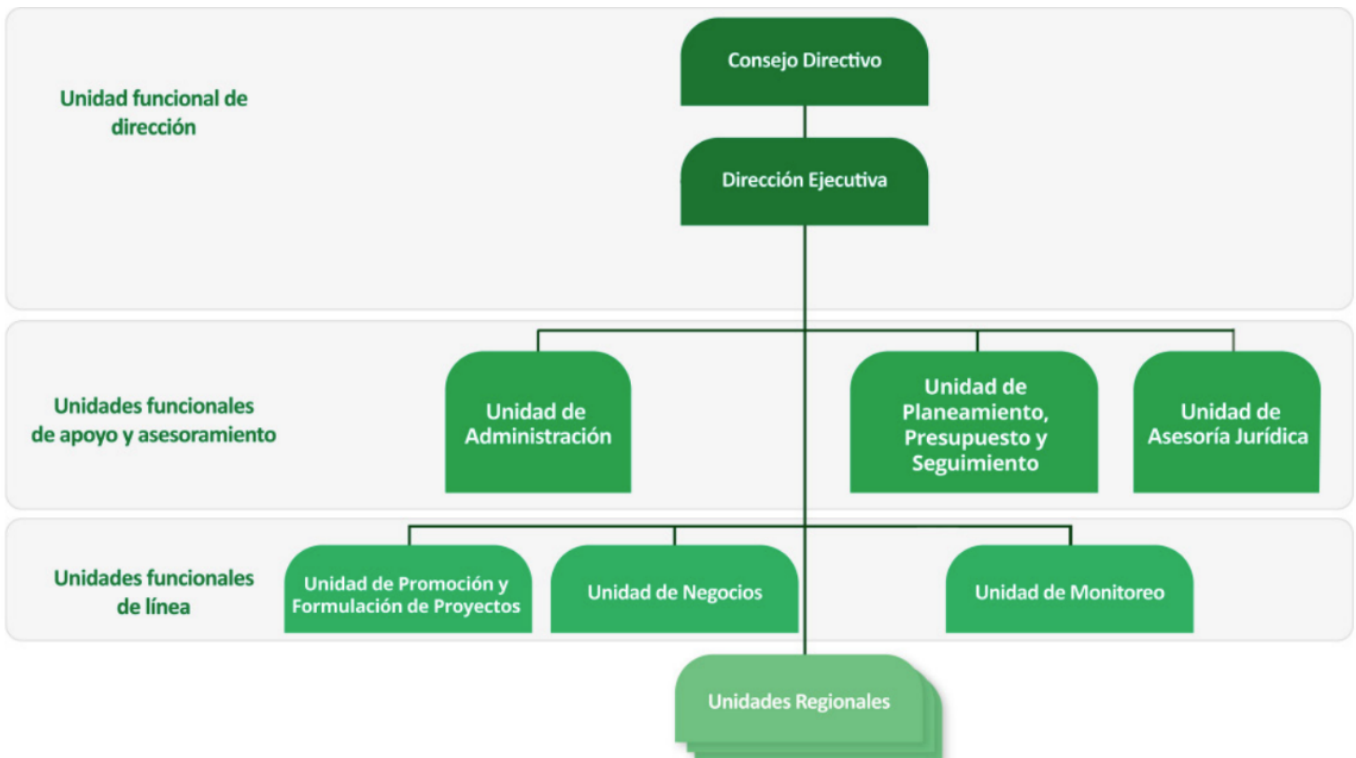 Consejo Directivo
Unidad funcional de
dirección
Dirección Ejecutiva
Unidades funcionales
de apoyo y asesoramiento
Unidad de
Administración
Unidad de
Planeamiento,
Presupuesto y
Seguimiento
Unidad de
Asesoría Jurídica
Unidades funcionales
de línea
Unidad de Promoción y
Formulación de Proyectos
Unidad de Negocios
Unidad de Monitoreo
Unidades Regionales